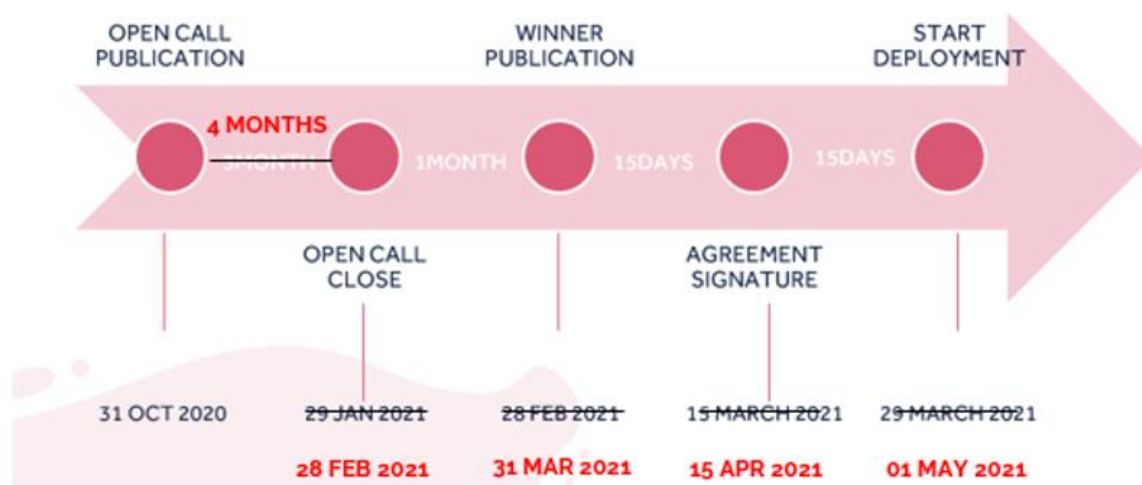 OPEN CALL
PUBLICATION
WINNER
PUBLICATION
START
DEPLOYMENT
4 MONTHS
3MONTH
1MONTH
15DAYS
15DAYS
OPEN CALL
CLOSE
AGREEMENT
SIGNATURE
31 OCT 2020
29 JAN 2021
28 FEB 2021
15 MARCH 2021
29 MARCH 2021
28 FEB 2021
31 MAR 2021
15 APR 2021
01 MAY 2021